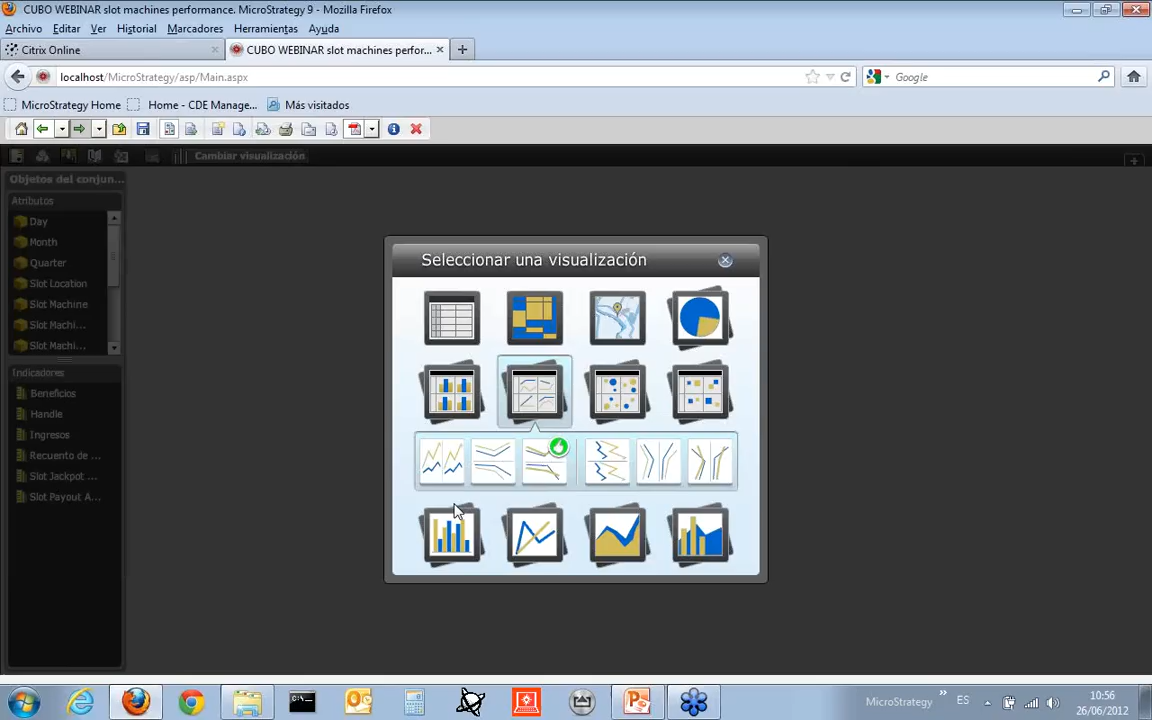 CUBO WEBINAR slot machines performance. MicroStrategy 9 - Mozilla Firefox
Archivo Editar Ver Historial Marcadores Herramientas Ayuda
Citrix Online
CUBO WEBINAR slot machines perfor...
localhost/MicroStrategy/asp/Main.aspx
Google
MicroStrategy Home
Home - CDE Manage...
Más visitados
Cambiar visualización
Objetos del conjun...
Atributos
Day
Month
Quarter
Slot Location
Slot Machine
Slot Machi...
Slot Machi...
Indicadores
Beneficios
Handle
Ingresos
Recuento de ...
Slot Jackpot ...
Slot Payout A...
Seleccionar una visualización
MicroStrategy
ES
10:56
26/06/2012